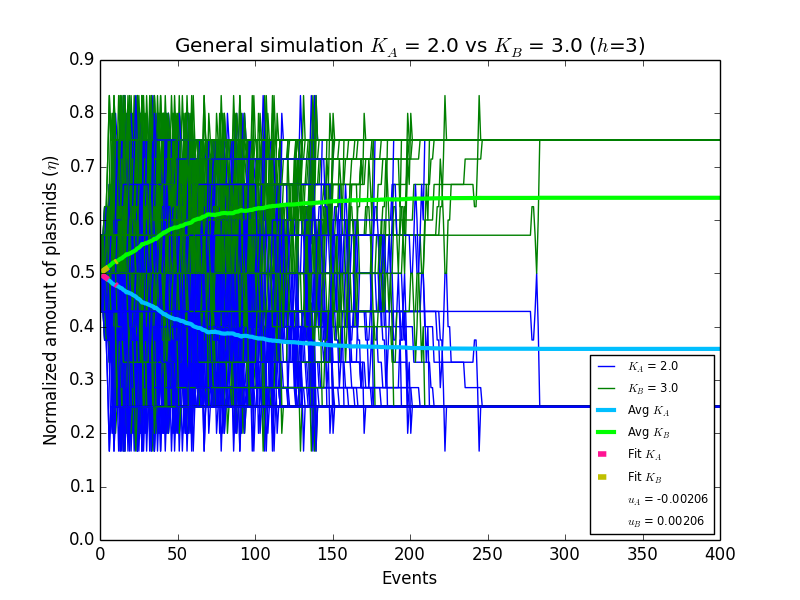 General simulation K_A = 2.0 vs K_B = 3.0 (h=3)
0.9
0.8
0.7
0.6
0.5
0.4
0.3
0.2
0.1
0.0
Normalized amount of plasmids (η)
K_A = 2.0
K_B = 3.0
Avg K_A
Avg K_B
Fit K_A
Fit K_B
u_A = -0.00206
u_B = 0.00206
0 50 100 150 200 250 300 350 400
Events